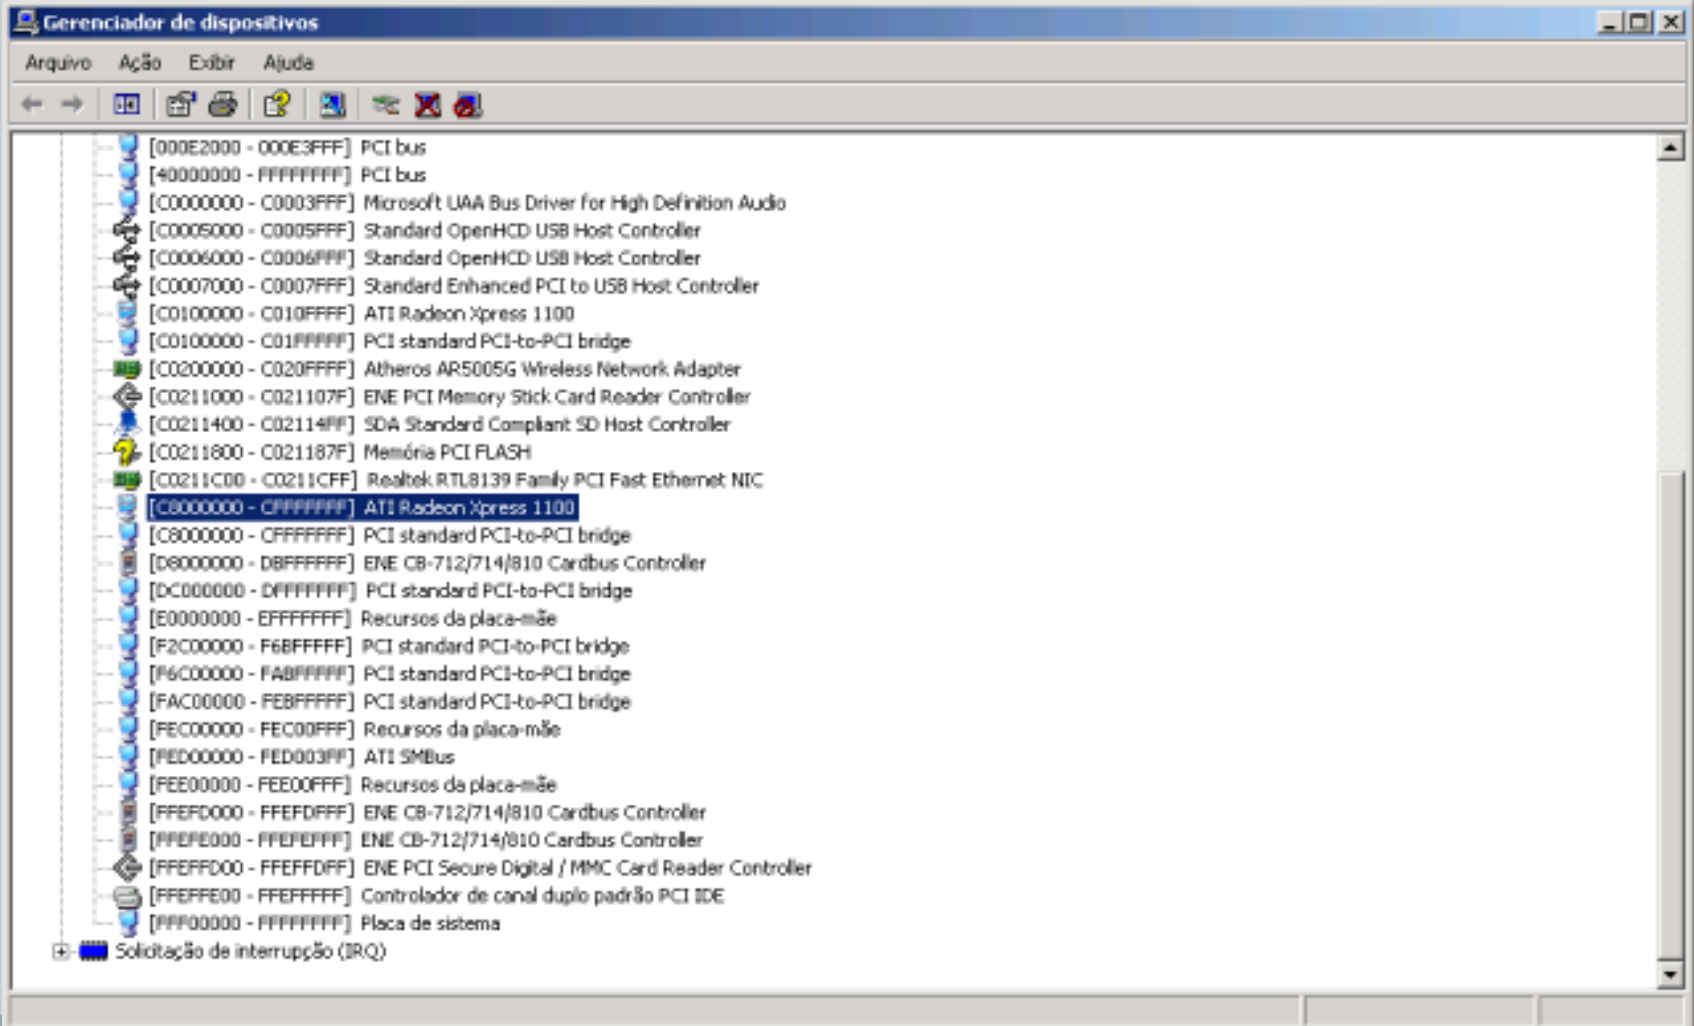 Gerenciador de dispositivos
Arquivo Ação Exibir Ajuda
[000E2000 - 000E3FFF] PCI bus
[40000000 - FFFFFFFF] PCI bus
[C0000000 - C0003FFF] Microsoft UAA Bus Driver for High Definition Audio
[C0005000 - C0005FFF] Standard OpenHCD USB Host Controller
[C0006000 - C0006FFF] Standard OpenHCD USB Host Controller
[C0007000 - C0007FFF] Standard Enhanced PCI to USB Host Controller
[C0100000 - C010FFFF] ATI Radeon Xpress 1100
[C0100000 - C01FFFFF] PCI standard PCI-to-PCI bridge
[C0200000 - C020FFFF] Atheros AR5005G Wireless Network Adapter
[C0211000 - C021107F] ENE PCI Memory Stick Card Reader Controller
[C0211400 - C02114FF] SDA Standard Compliant SD Host Controller
[C0211800 - C021187F] Memória PCI FLASH
[C0211C00 - C0211CFF] Realtek RTL8139 Family PCI Fast Ethernet NIC
[C8000000 - CFFFFFFF] ATI Radeon Xpress 1100
[C8000000 - CFFFFFFF] PCI standard PCI-to-PCI bridge
[D8000000 - DBFFFFFF] ENE CB-712/714/810 Cardbus Controller
[DC000000 - DFFFFFFF] PCI standard PCI-to-PCI bridge
[E0000000 - EFFFFFFF] Recursos da placa-mãe
[F2C00000 - F6BFFFFF] PCI standard PCI-to-PCI bridge
[F6C00000 - FABFFFFF] PCI standard PCI-to-PCI bridge
[FAC00000 - FEBFFFFF] PCI standard PCI-to-PCI bridge
[FEC00000 - FEC00FFF] Recursos da placa-mãe
[FED00000 - FED003FF] ATI SMBus
[FEE00000 - FEE00FFF] Recursos da placa-mãe
[FFEFD000 - FFEFDFFF] ENE CB-712/714/810 Cardbus Controller
[FFEFE000 - FFEFEFFF] ENE CB-712/714/810 Cardbus Controller
[FFEFFD00 - FFEFFDFF] ENE PCI Secure Digital / MMC Card Reader Controller
[FFEFFE00 - FFEFFFFF] Controlador de canal duplo padrão PCI IDE
[FFF00000 - FFFFFFFF] Placa de sistema
Solicitação de interrupção (IRQ)